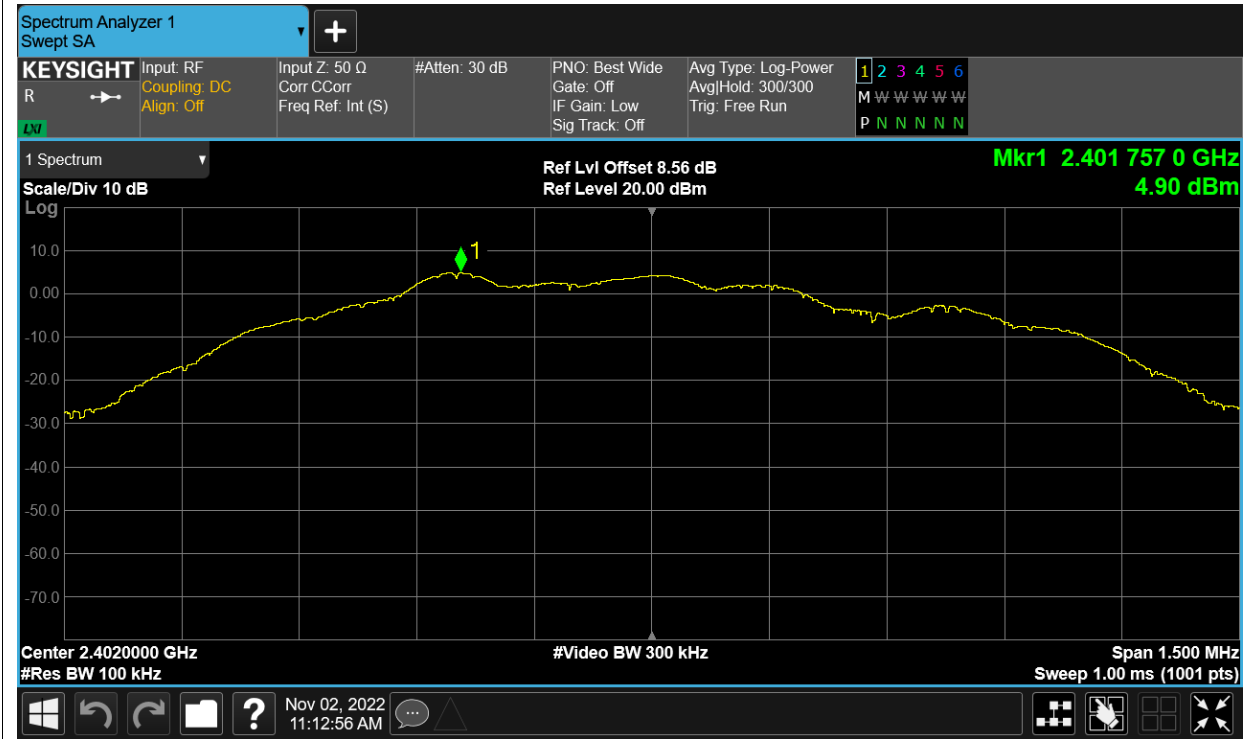 Spectrum Analyzer 1
Swept SA
KEYSIGHT
R
LXI
Input: RF
Coupling: DC
Align: Off
Input Z: 50 Ω
Corr CCorr
Freq Ref: Int (S)
#Atten: 30 dB
PNO: Best Wide
Gate: Off
IF Gain: Low
Sig Track: Off
Avg Type: Log-Power
Avg|Hold: 300/300
Trig: Free Run
1 2 3 4 5 6
M W W W W W
P N N N N N
1 Spectrum
Scale/Div 10 dB
Log
Ref Lvl Offset 8.56 dB
Ref Level 20.00 dBm
Mkr1 2.401 757 0 GHz
4.90 dBm
1
10.0
0.00
-10.0
-20.0
-30.0
-40.0
-50.0
-60.0
-70.0
Center 2.4020000 GHz
#Video BW 300 kHz
Span 1.500 MHz
#Res BW 100 kHz
Sweep 1.00 ms (1001 pts)
?
Nov 02, 2022
11:12:56 AM